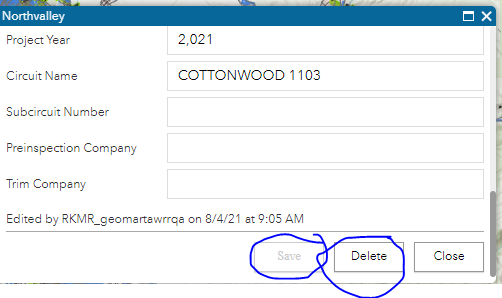 Northvalley
Project Year 2,021
Circuit Name COTTONWOOD 1103
Subcircuit Number
Preinspection Company
Trim Company
Edited by RKMR_geomartawrrqa on 8/4/21 at 9:05 AM
Save Delete Close